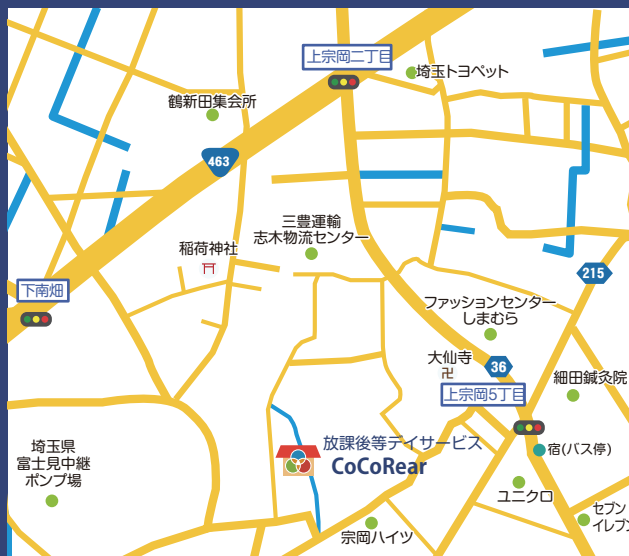 上宗岡二丁目
埼玉トヨペット
鶴新田集会所
463
三豊運輸
志木物流センター
稲荷神社
下南畑
215
ファッションセンター
しまむら
大仙寺
卍
36
上宗岡5丁目
細田鍼灸院
放課後等デイサービス
CoCoRear
埼玉県
富士見中継
ポンプ場
宿(バス停)
ユニクロ
セブン
イレブン
宗岡ハイツ